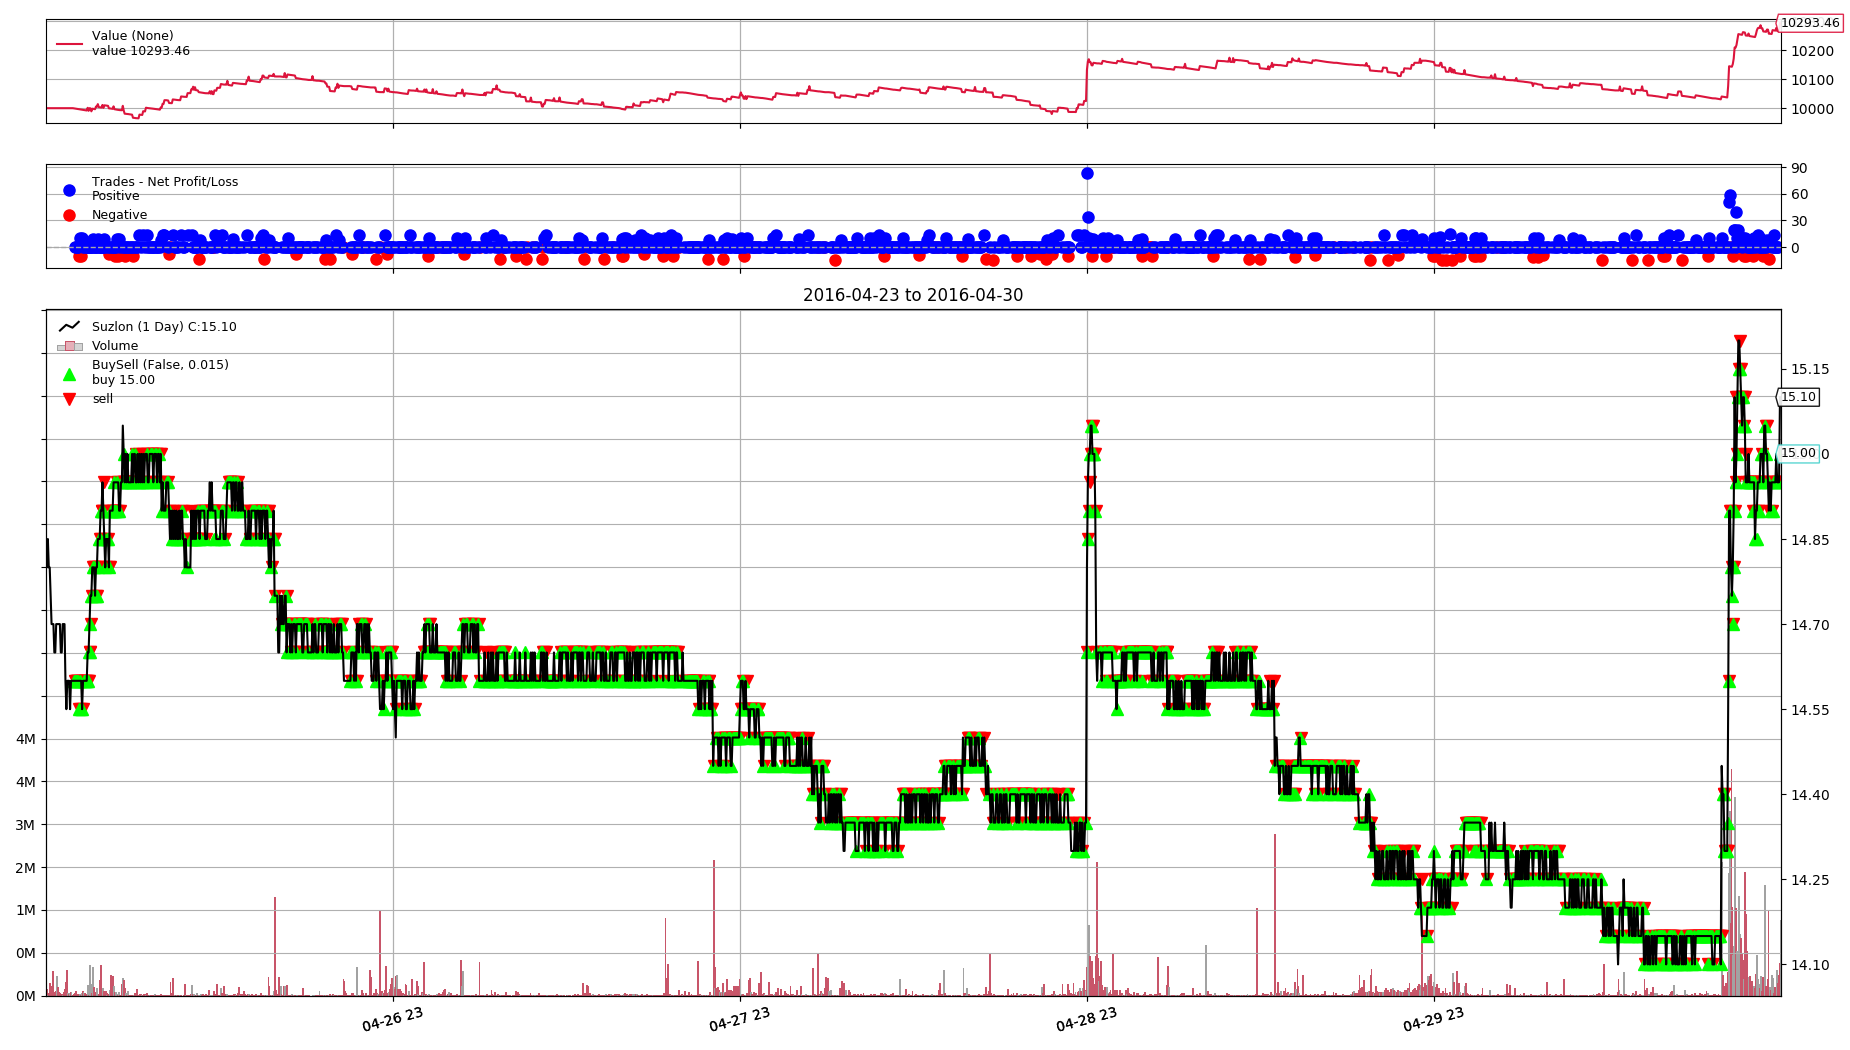 Value (None)
value 10293.46
10293.46
10200
10100
10000
Trades - Net Profit/Loss
Positive
Negative
90
60
30
0
2016-04-23 to 2016-04-30
Suzlon (1 Day) C:15.10
Volume
BuySell (False, 0.015)
buy 15.00
sell
15.15
15.10
15.00
0
14.85
14.70
14.55
14.40
14.25
14.10
4M
4M
3M
2M
1M
0M
0M
04-26 23
04-27 23
04-28 23
04-29 23